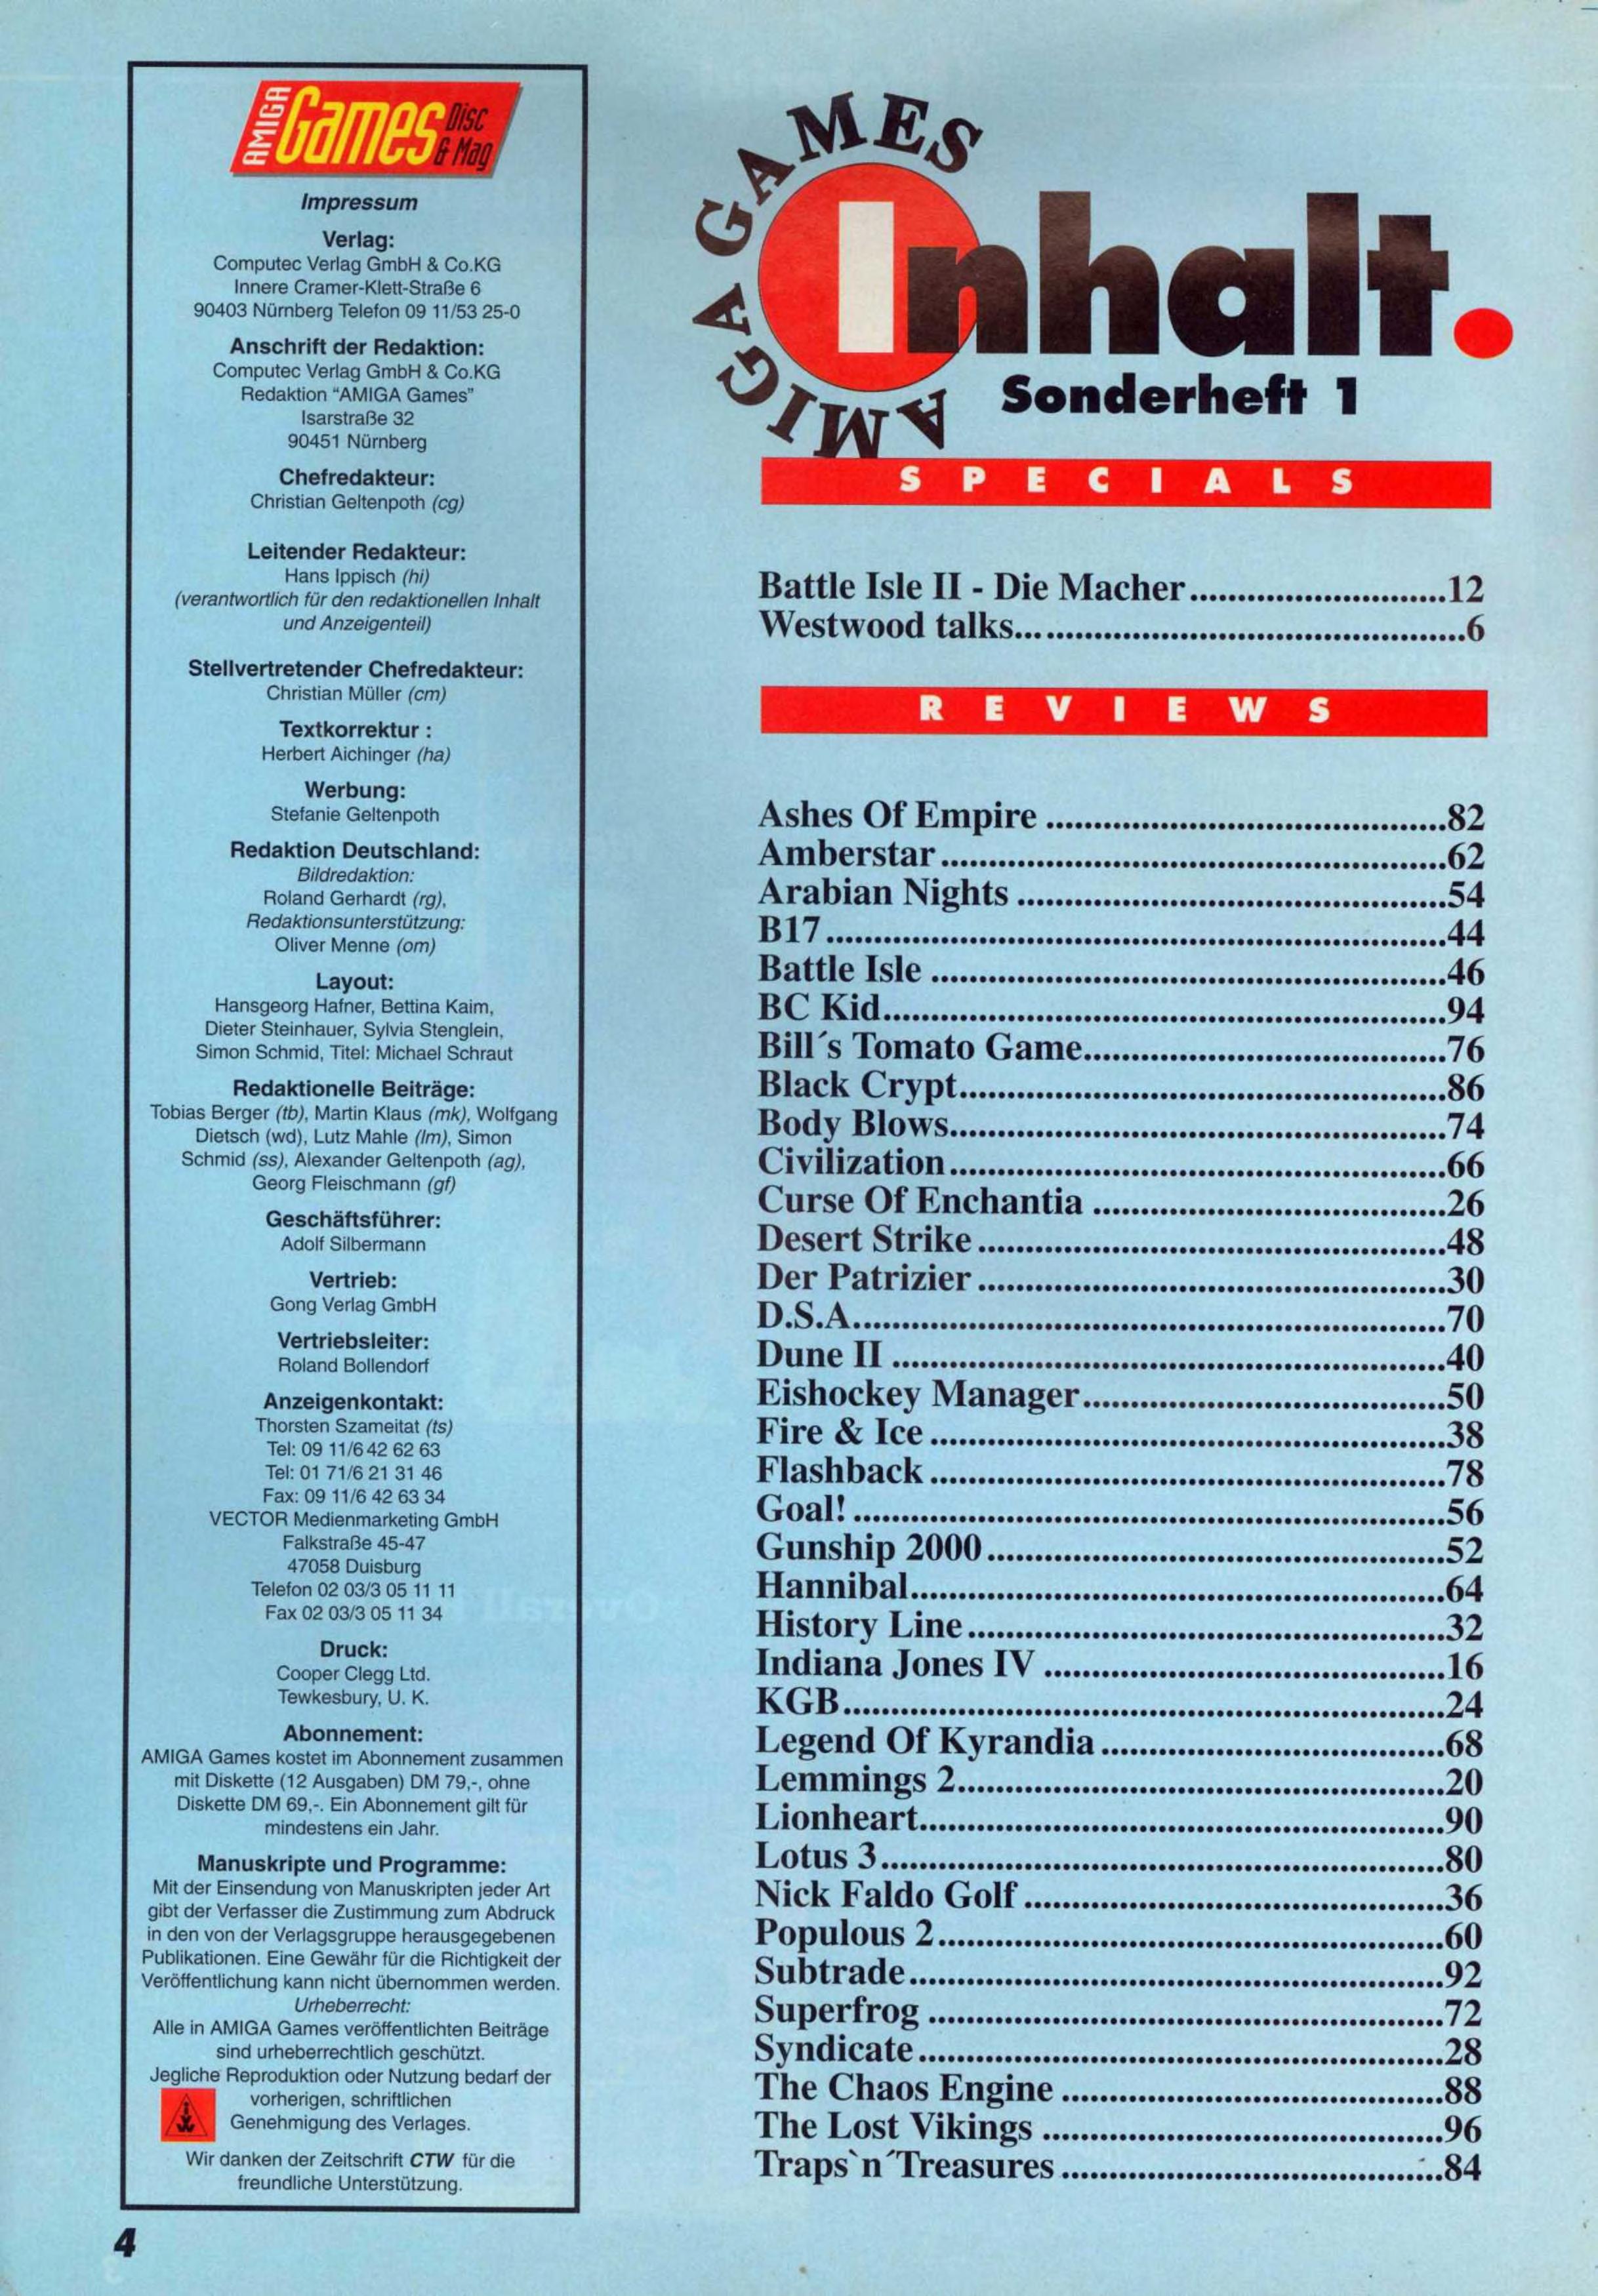 AMIGA Games Disc & Mag
Impressum
Verlag:
Computec Verlag GmbH & Co.KG
Innere Cramer-Klett-Straße 6
90403 Nürnberg Telefon 09 11/53 25-0
Anschrift der Redaktion:
Computec Verlag GmbH & Co.KG
Redaktion "AMIGA Games"
Isarstraße 32
90451 Nürnberg
Chefredakteur:
Christian Geltenpoth (cg)
Leitender Redakteur:
Hans Ippisch (hi)
(verantwortlich für den redaktionellen Inhalt
und Anzeigenteil)
Stellvertretender Chefredakteur:
Christian Müller (cm)
Textkorrektur :
Herbert Aichinger (ha)
Werbung:
Stefanie Geltenpoth
Redaktion Deutschland:
Bildredaktion:
Roland Gerhardt (rg),
Redaktionsunterstützung:
Oliver Menne (om)
Layout:
Hansgeorg Hafner, Bettina Kaim,
Dieter Steinhauer, Sylvia Stenglein,
Simon Schmid, Titel: Michael Schraut
Redaktionelle Beiträge:
Tobias Berger (tb), Martin Klaus (mk), Wolfgang
Dietsch (wd), Lutz Mahle (lm), Simon
Schmid (ss), Alexander Geltenpoth (ag),
Georg Fleischmann (gf)
Geschäftsführer:
Adolf Silbermann
Vertrieb:
Gong Verlag GmbH
Vertriebsleiter:
Roland Bollendorf
Anzeigenkontakt:
Thorsten Szameitat (ts)
Tel: 09 11/6 42 62 63
Tel: 01 71/6 21 31 46
Fax: 09 11/6 42 63 34
VECTOR Medienmarketing GmbH
Falkstraße 45-47
47058 Duisburg
Telefon 02 03/3 05 11 11
Fax 02 03/3 05 11 34
Druck:
Cooper Clegg Ltd.
Tewkesbury, U. K.
Abonnement:
AMIGA Games kostet im Abonnement zusammen
mit Diskette (12 Ausgaben) DM 79,-, ohne
Diskette DM 69,-. Ein Abonnement gilt für
mindestens ein Jahr.
Manuskripte und Programme:
Mit der Einsendung von Manuskripten jeder Art
gibt der Verfasser die Zustimmung zum Abdruck
in den von der Verlagsgruppe herausgegebenen
Publikationen. Eine Gewähr für die Richtigkeit der
Veröffentlichung kann nicht übernommen werden.
Urheberrecht:
Alle in AMIGA Games veröffentlichten Beiträge
sind urheberrechtlich geschützt.
Jegliche Reproduktion oder Nutzung bedarf der
vorherigen, schriftlichen
Genehmigung des Verlages.
Wir danken der Zeitschrift CTW für die
freundliche Unterstützung.
4
AMIGA GAMES
Inhalt.
Sonderheft 1
SPECIALS
Battle Isle II - Die Macher...........................12
Westwood talks................................................6
REVIEWS
Ashes Of Empire ..........................................82
Amberstar.....................................................62
Arabian Nights .............................................54
B17.................................................................44
Battle Isle ......................................................46
BC Kid...........................................................94
Bill´s Tomato Game......................................76
Black Crypt...................................................86
Body Blows....................................................74
Civilization....................................................66
Curse Of Enchantia .....................................26
Desert Strike.................................................48
Der Patrizier.................................................30
D.S.A..............................................................70
Dune II ..........................................................40
Eishockey Manager......................................50
Fire & Ice......................................................38
Flashback......................................................78
Goal! ..............................................................56
Gunship 2000................................................52
Hannibal........................................................64
History Line..................................................32
Indiana Jones IV ..........................................16
KGB...............................................................24
Legend Of Kyrandia....................................68
Lemmings 2...................................................20
Lionheart.......................................................90
Lotus 3...........................................................80
Nick Faldo Golf............................................36
Populous 2.....................................................60
Subtrade........................................................92
Superfrog ......................................................72
Syndicate.......................................................28
The Chaos Engine ........................................88
The Lost Vikings ..........................................96
Traps`n´Treasures ........................................84